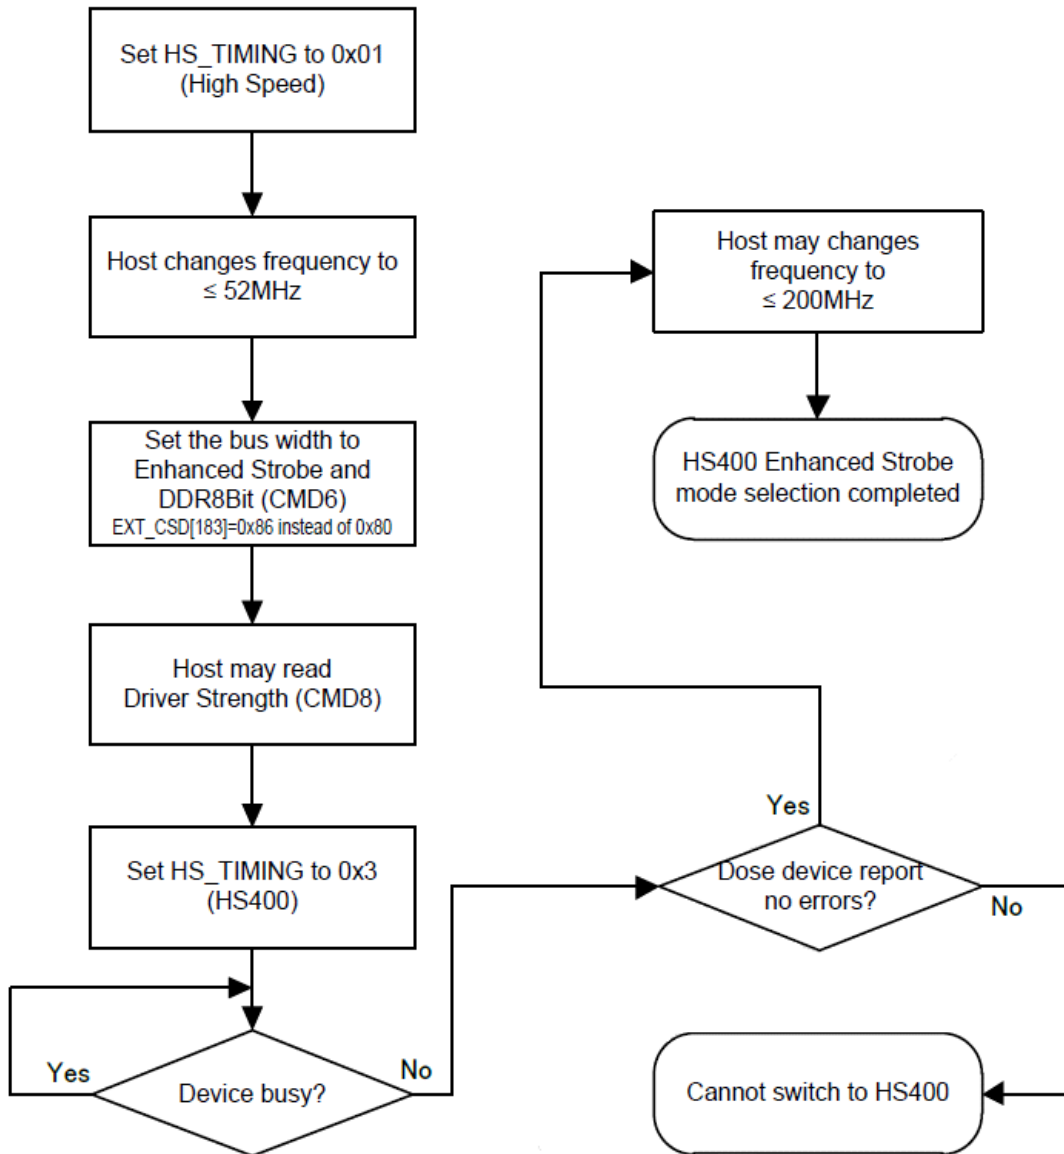 Set HS_TIMING to 0x01
(High Speed)
Host changes frequency to
≤ 52MHz
Set the bus width to
Enhanced Strobe and
DDR8Bit (CMD6)
EXT_CSD[183]=0x86 instead of 0x80
Host may read
Driver Strength (CMD8)
Set HS_TIMING to 0x3
(HS400)
Device busy?
Yes
No
Dose device report
no errors?
Yes
No
Host may changes
frequency to
≤ 200MHz
HS400 Enhanced Strobe
mode selection completed
Cannot switch to HS400